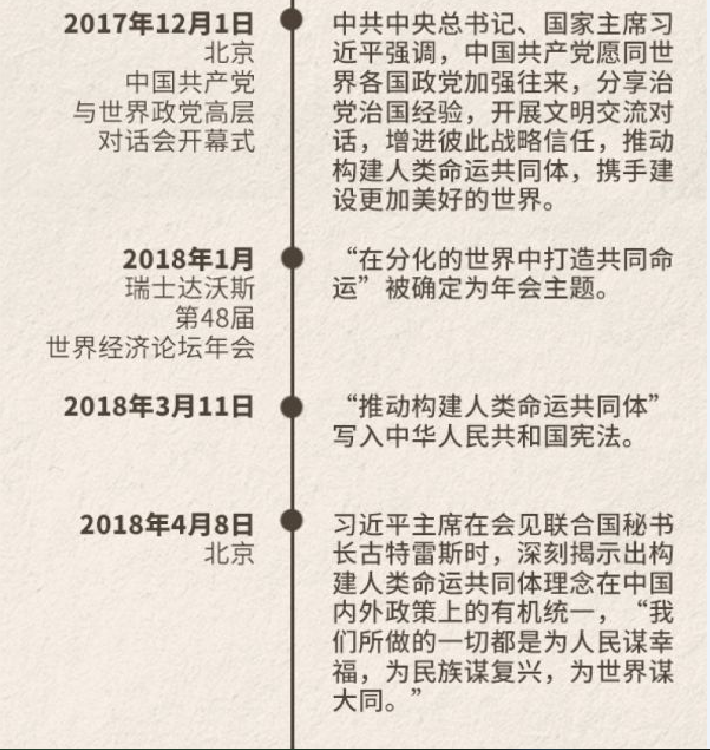 2017年12月1日
北京
中国共产党
与世界政党高层
对话会开幕式
中共中央总书记、国家主席习
近平强调，中国共产党愿同世
界各国政党加强往来，分享治
党治国经验，开展文明交流对
话，增进彼此战略信任，推动
构建人类命运共同体，携手建
设更加美好的世界。
2018年1月
瑞士达沃斯
第48届
世界经济论坛年会
“在分化的世界中打造共同命
运”被确定为年会主题。
2018年3月11日
“推动构建人类命运共同体”
写入中华人民共和国宪法。
2018年4月8日
北京
习近平主席在会见联合国秘书
长古特雷斯时，深刻揭示出构
建人类命运共同体理念在中国
内外政策上的有机统一，“我
们所做的一切都是为人民谋幸
福，为民族谋复兴，为世界谋
大同。”